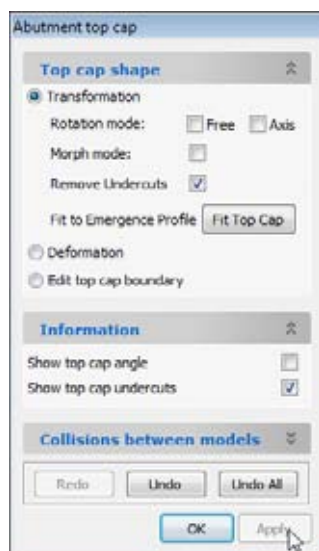 Abutment top cap
Top cap shape
Transformation
Rotation mode: Free Axis
Morph mode:
Remove Undercuts
Fit to Emergence Profile Fit Top Cap
Deformation
Edit top cap boundary
Information
Show top cap angle
Show top cap undercuts
Collisions between models
Redo Undo Undo All
OK Apply